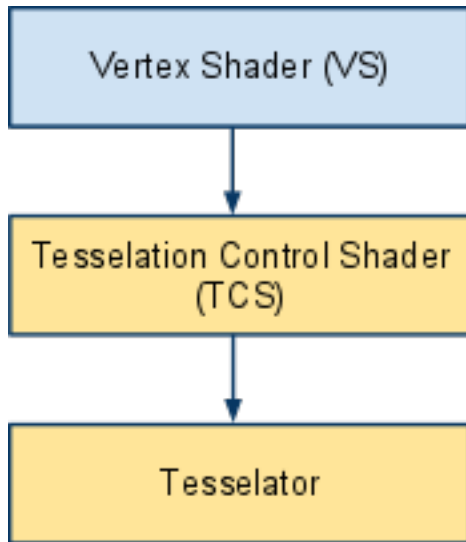 Vertex Shader (VS)
Tesselation Control Shader
(TCS)
Tesselator